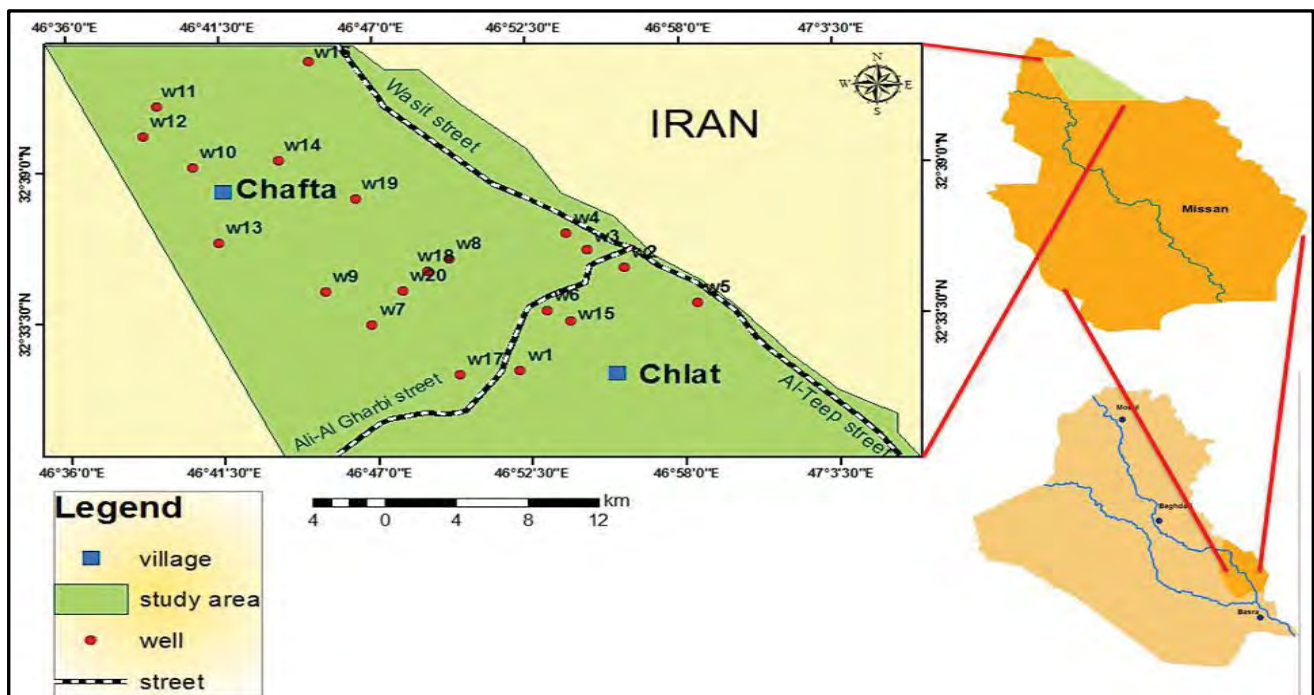 46°36'0"E 46°41'30"E 46°47'0"E 46°52'30"E 46°58'0"E 47°3'30"E
w16
w11
Wasit street
N
W E
S
IRAN
w12
w14
w10
32°39'0"N
32°39'0"N
Chafta
w19
Missan
w4
w13
w3
w8
w2
w18
w9
w20
w5
w6
w7
w15
32°33'30"N
32°33'30"N
w17
w1
Chlat
Ali-Al Gharbi street
Al-Teep street
46°36'0"E 46°41'30"E 46°47'0"E 46°52'30"E 46°58'0"E 47°3'30"E
Legend
km
4 0 4 8 12
village
study area
well
street
Basra